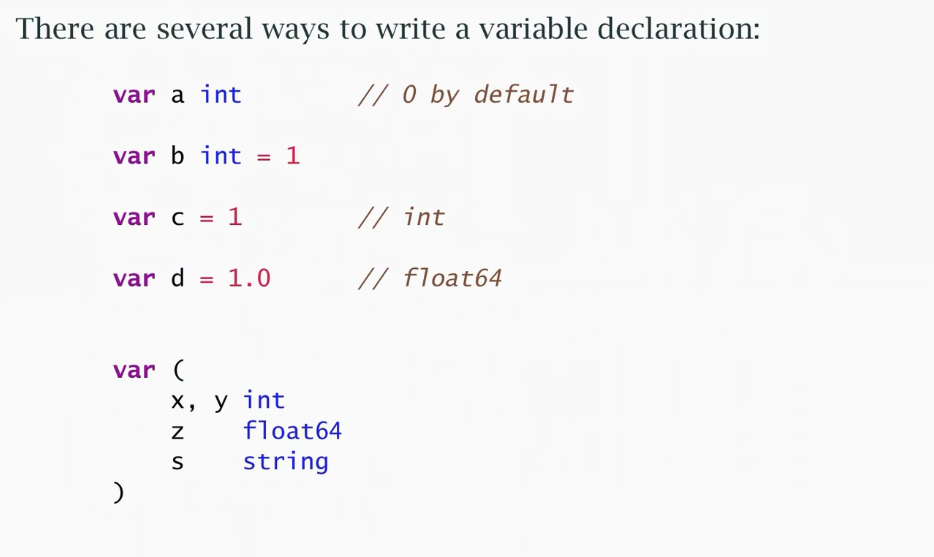 There are several ways to write a variable declaration:
var a int        // 0 by default
var b int = 1
var c = 1        // int
var d = 1.0      // float64
var (
    x, y int
    z    float64
    s    string
)